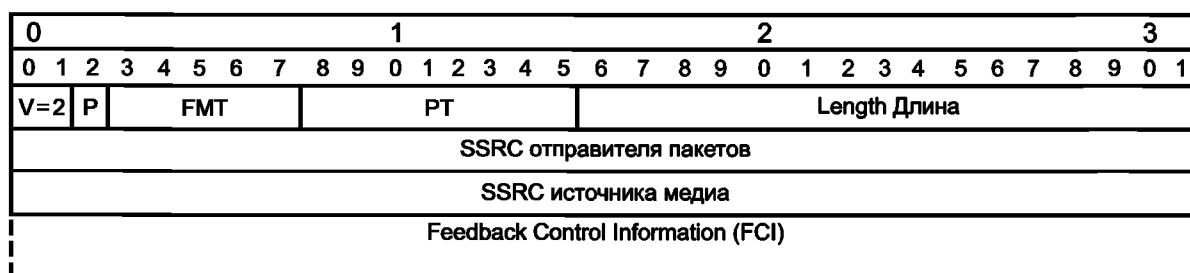 0 1 2 3
0 1 2 3 4 5 6 7 8 9 0 1 2 3 4 5 6 7 8 9 0 1 2 3 4 5 6 7 8 9 0 1
V=2 P FMT PT Length Длина
SSRC отправителя пакетов
SSRC источника медиа
Feedback Control Information (FCI)